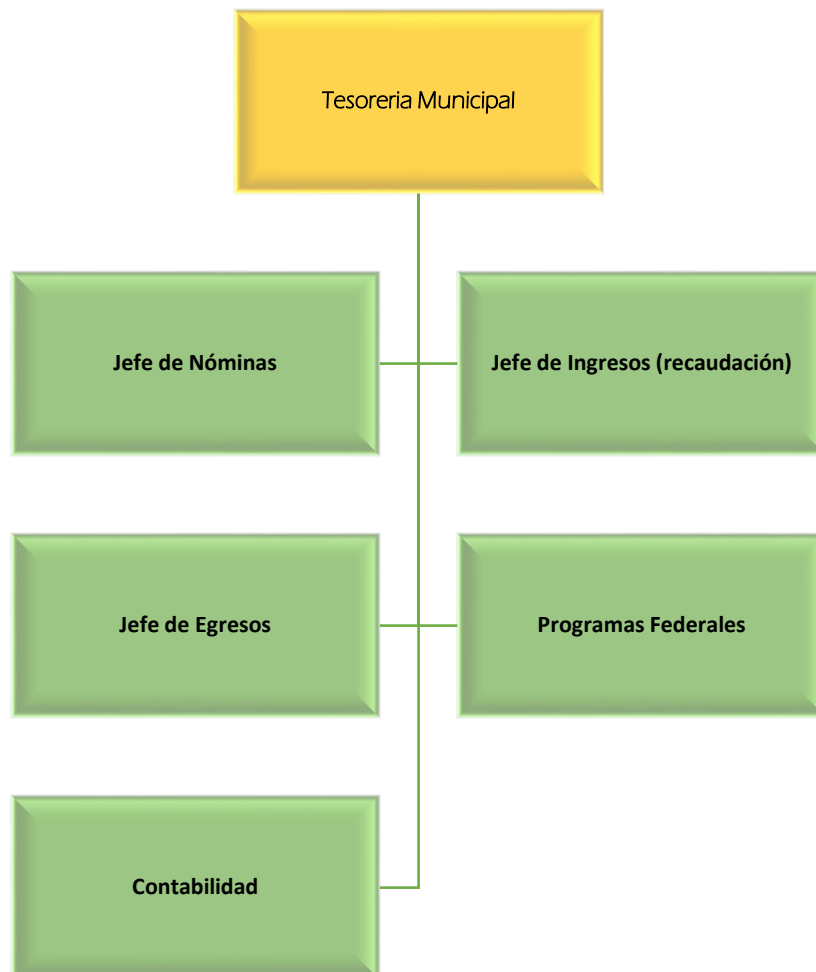 Tesoreria Municipal
Jefe de Nóminas
Jefe de Ingresos (recaudación)
Jefe de Egresos
Programas Federales
Contabilidad